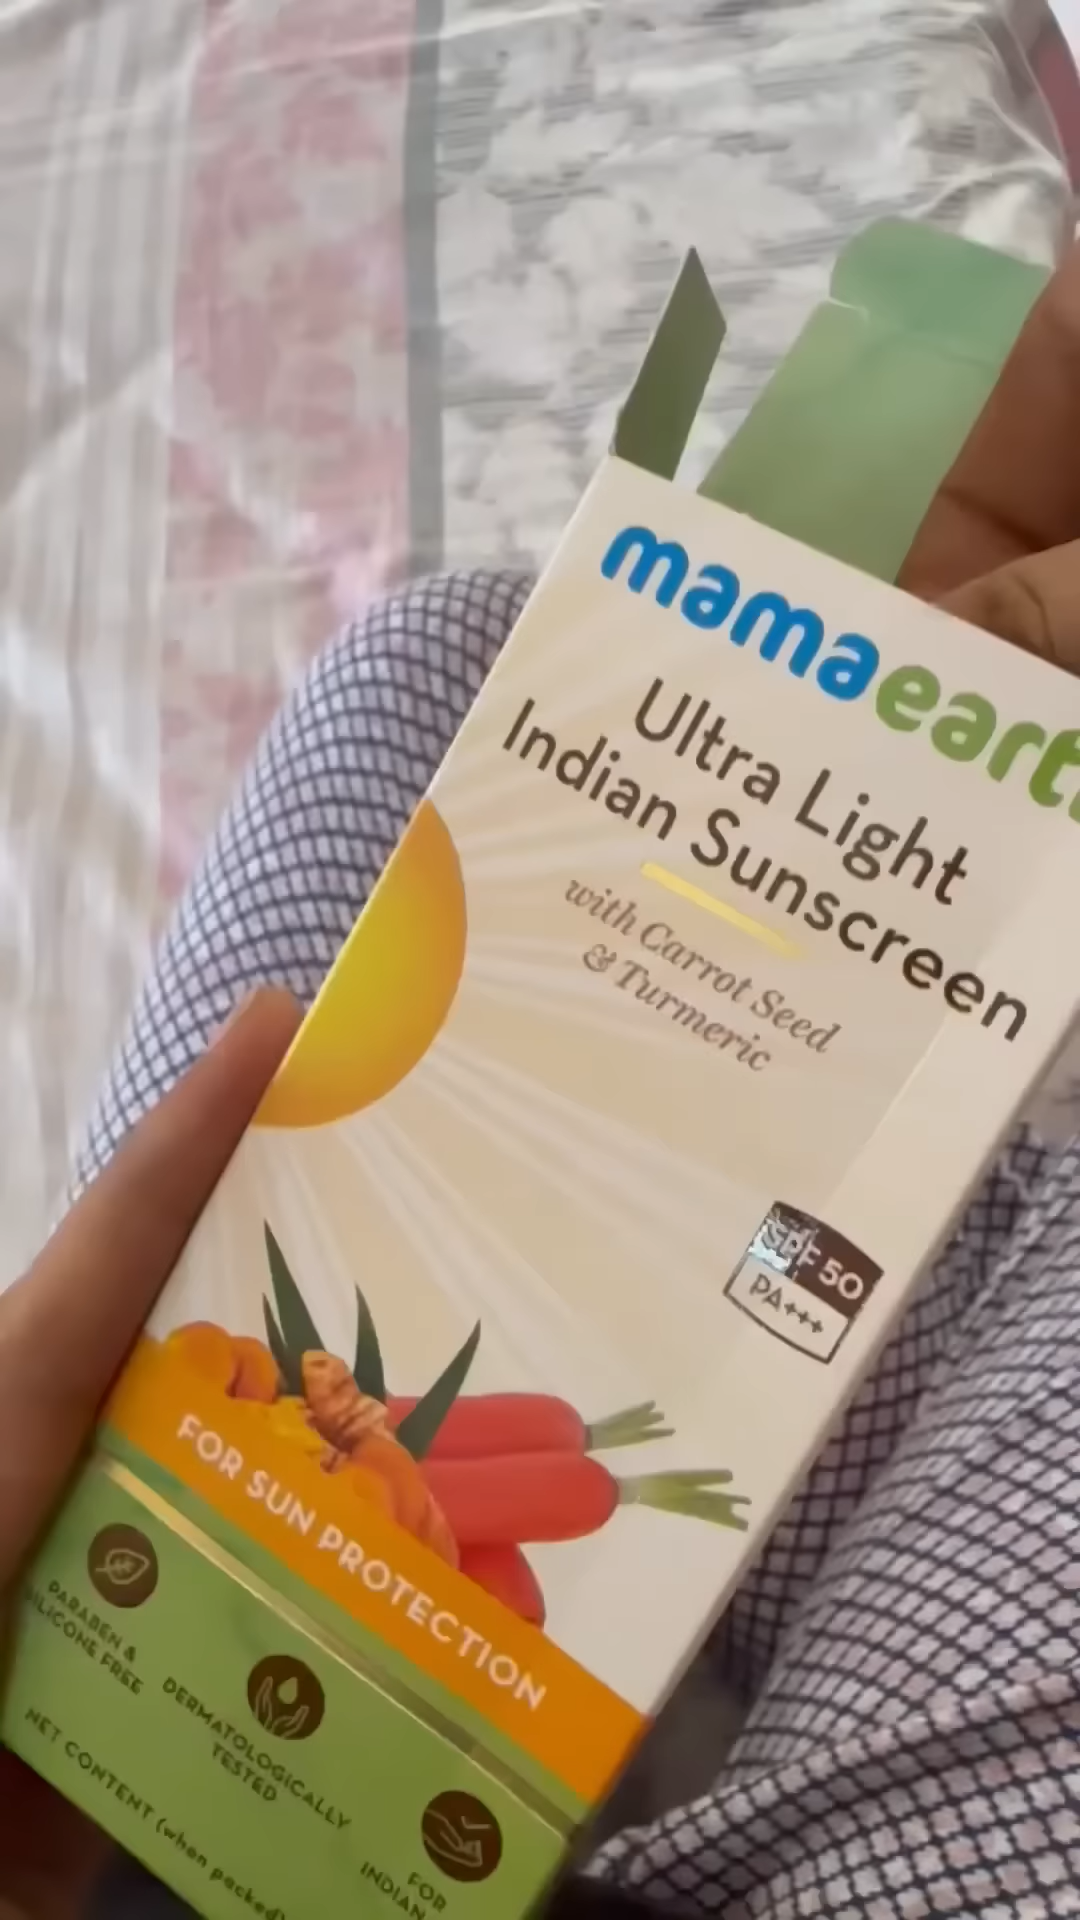 mamaeart
Ultra Light
Indian Sunscreen
with Carrot Seed
& Turmeric
SPF 50
PA+++
FOR SUN PROTECTION
PARABEN &
SILICONE FREE
DERMATOLOGICALLY
TESTED
FOR
INDIAN
NET CONTENT (when packed)